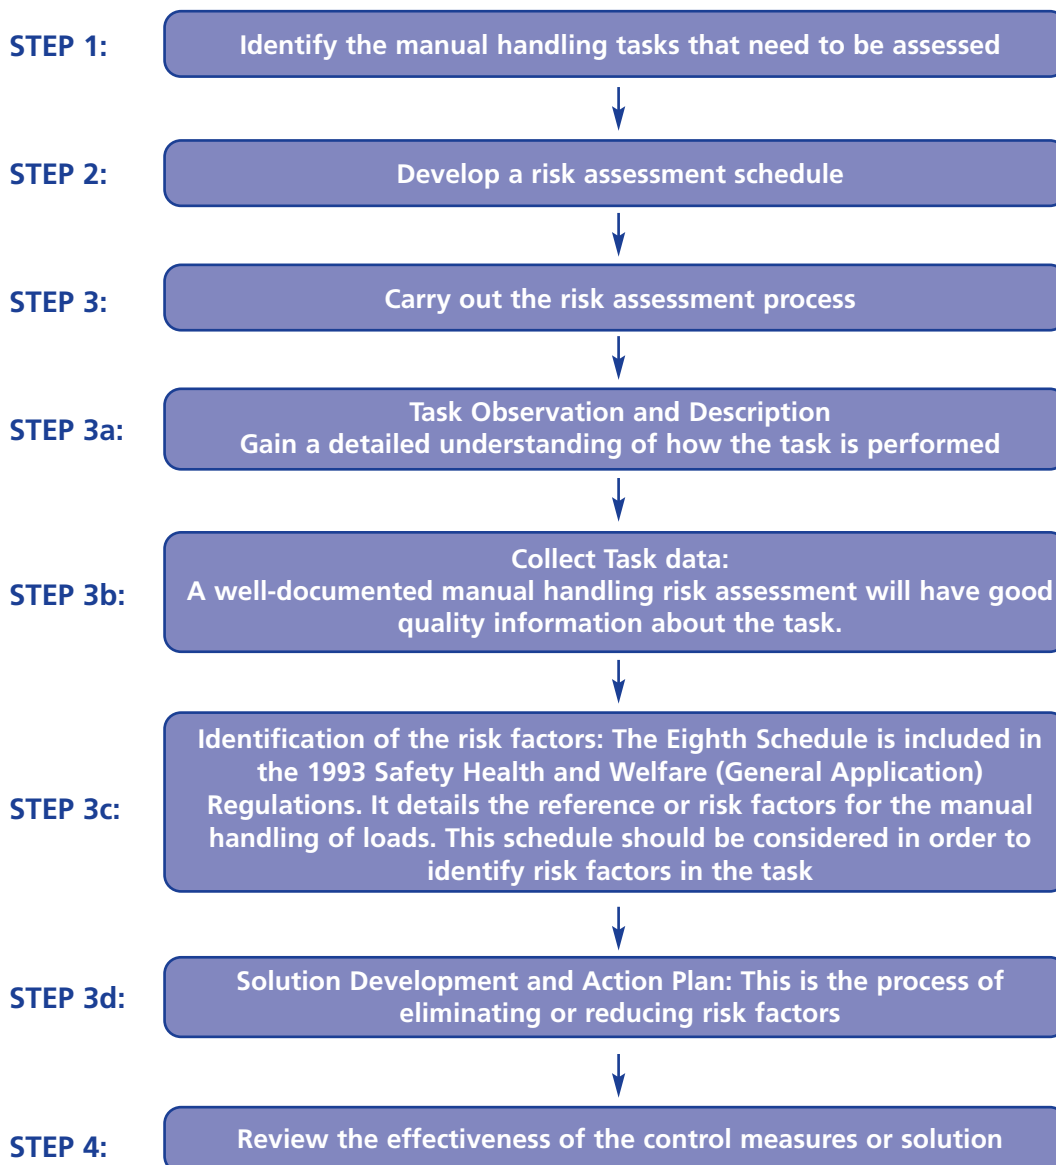 STEP 1:
Identify the manual handling tasks that need to be assessed
STEP 2:
Develop a risk assessment schedule
STEP 3:
Carry out the risk assessment process
STEP 3a:
Task Observation and Description
Gain a detailed understanding of how the task is performed
STEP 3b:
Collect Task data:
A well-documented manual handling risk assessment will have good
quality information about the task.
STEP 3c:
Identification of the risk factors: The Eighth Schedule is included in
the 1993 Safety Health and Welfare (General Application)
Regulations. It details the reference or risk factors for the manual
handling of loads. This schedule should be considered in order to
identify risk factors in the task
STEP 3d:
Solution Development and Action Plan: This is the process of
eliminating or reducing risk factors
STEP 4:
Review the effectiveness of the control measures or solution